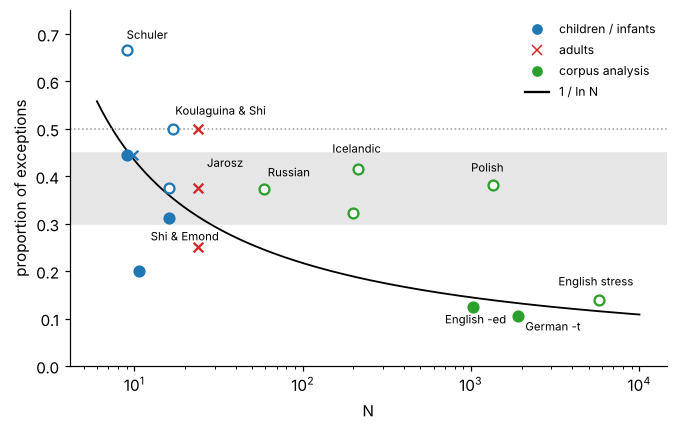 proportion of exceptions
0.7
0.6
0.5
0.4
0.3
0.2
0.1
0.0
Schuler
Koulaguina & Shi
Jarosz
Shi & Emond
Russian
Icelandic
Polish
English stress
English -ed
German -t
children / infants
adults
corpus analysis
1 / ln N
10¹
10²
10³
10⁴
N